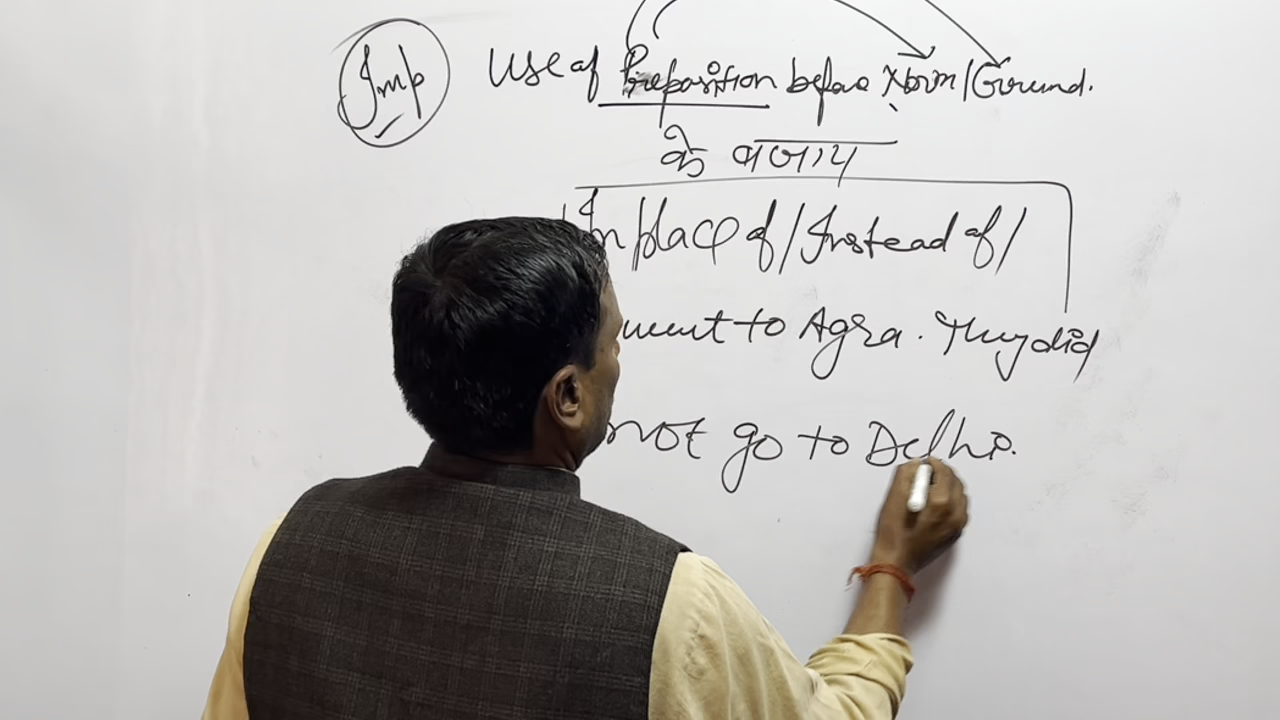 Imp Use of Preposition before Noun/Gerund.
के बजाय
In place of/Instead of/
went to Agra. They did
not go to Delhi.